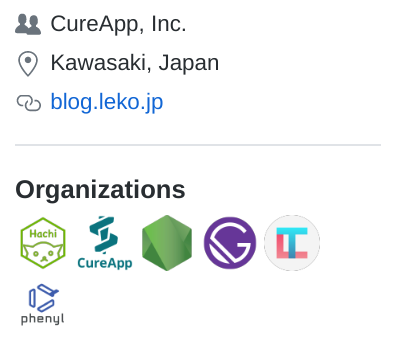 CureApp, Inc.
Kawasaki, Japan
blog.leko.jp
Organizations
Hachi
CureApp
phenyl